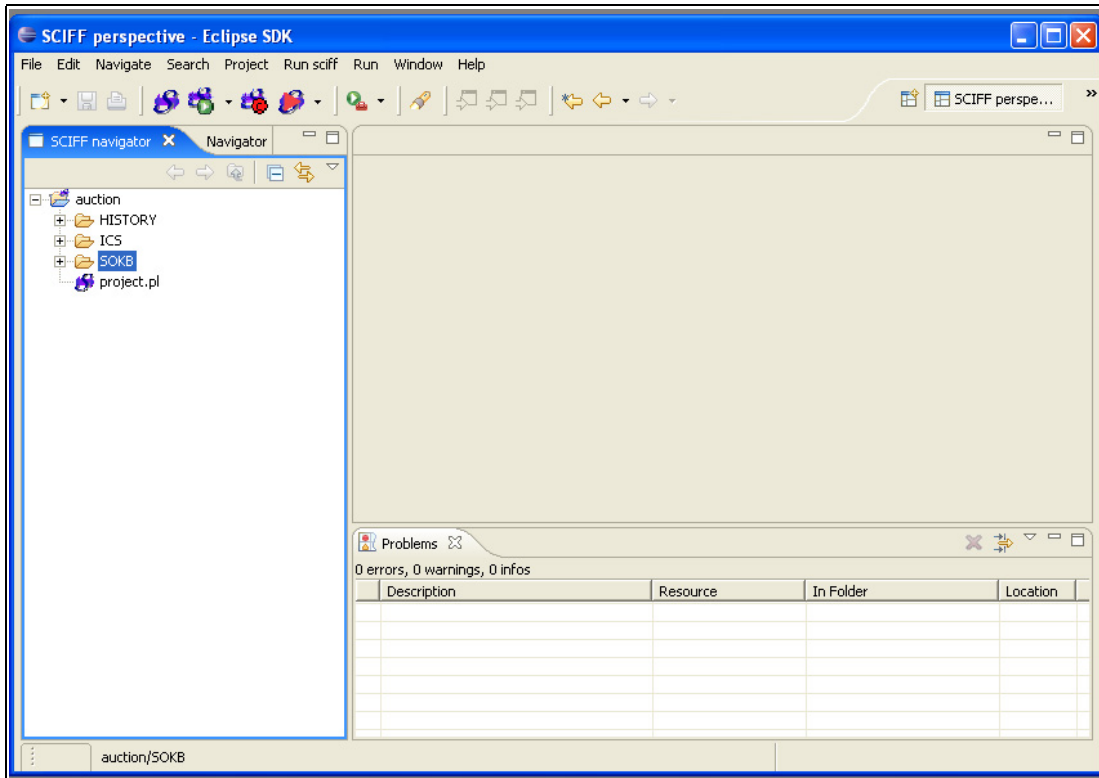 SCIFF perspective - Eclipse SDK
File Edit Navigate Search Project Run sciff Run Window Help
SCIFF perspe... »
SCIFF navigator Navigator
auction
HISTORY
ICS
SOKB
project.pl
Problems
0 errors, 0 warnings, 0 infos
Description Resource In Folder Location
auction/SOKB